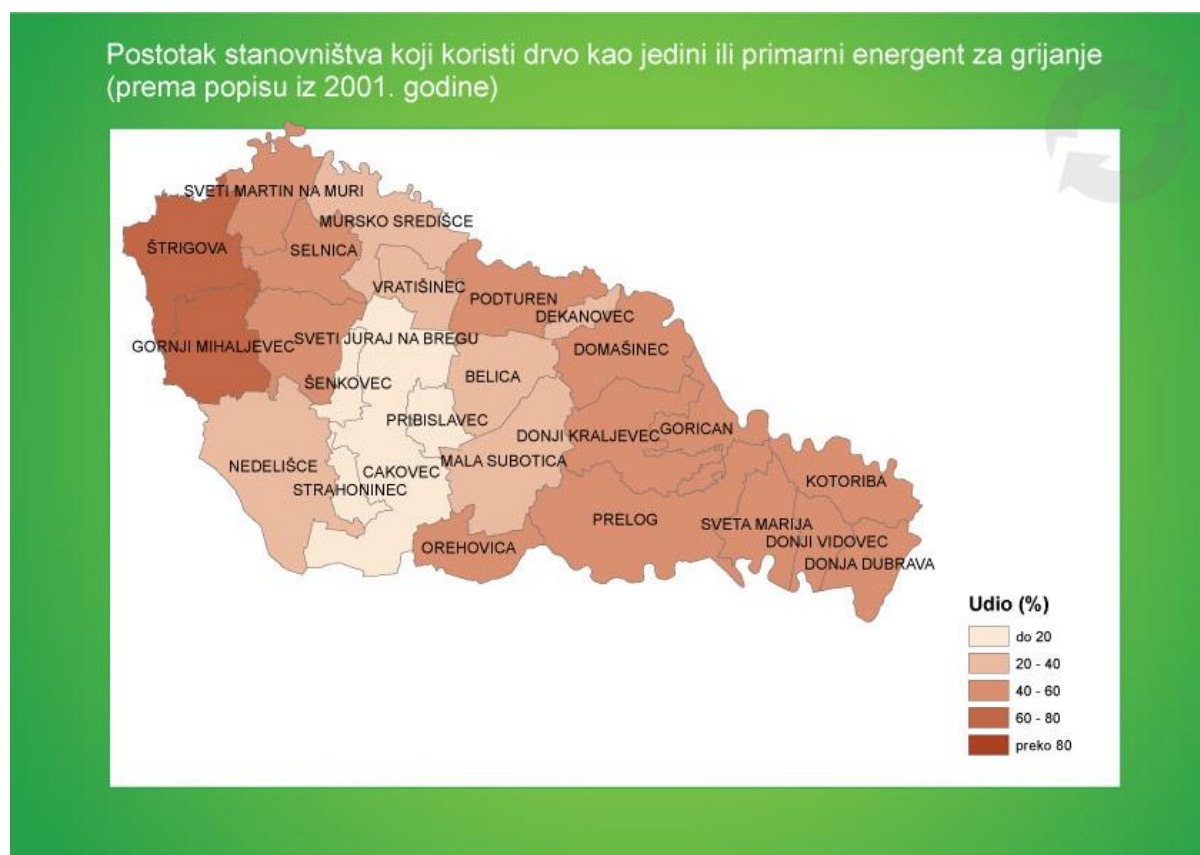 Postotak stanovništva koji koristi drvo kao jedini ili primarni energent za grijanje
(prema popisu iz 2001. godine)
SVETI MARTIN NA MURI
MURSKO SREDIŠCE
ŠTRIGOVA
SELNICA
VRATIŠINEC
PODTUREN
DEKANOVEC
GORNJI MIHALJEVEC
SVETI JURAJ NA BREGU
DOMAŠINEC
ŠENKOVEC
BELICA
PRIBISLAVEC
DONJI KRALJEVEC
GORICAN
NEDELIŠCE
CAKOVEC
MALA SUBOTICA
STRAHONINEC
KOTORIBA
PRELOG
SVETA MARIJA
DONJI VIDOVEC
OREHOVICA
DONJA DUBRAVA
Udio (%)
do 20
20 - 40
40 - 60
60 - 80
preko 80